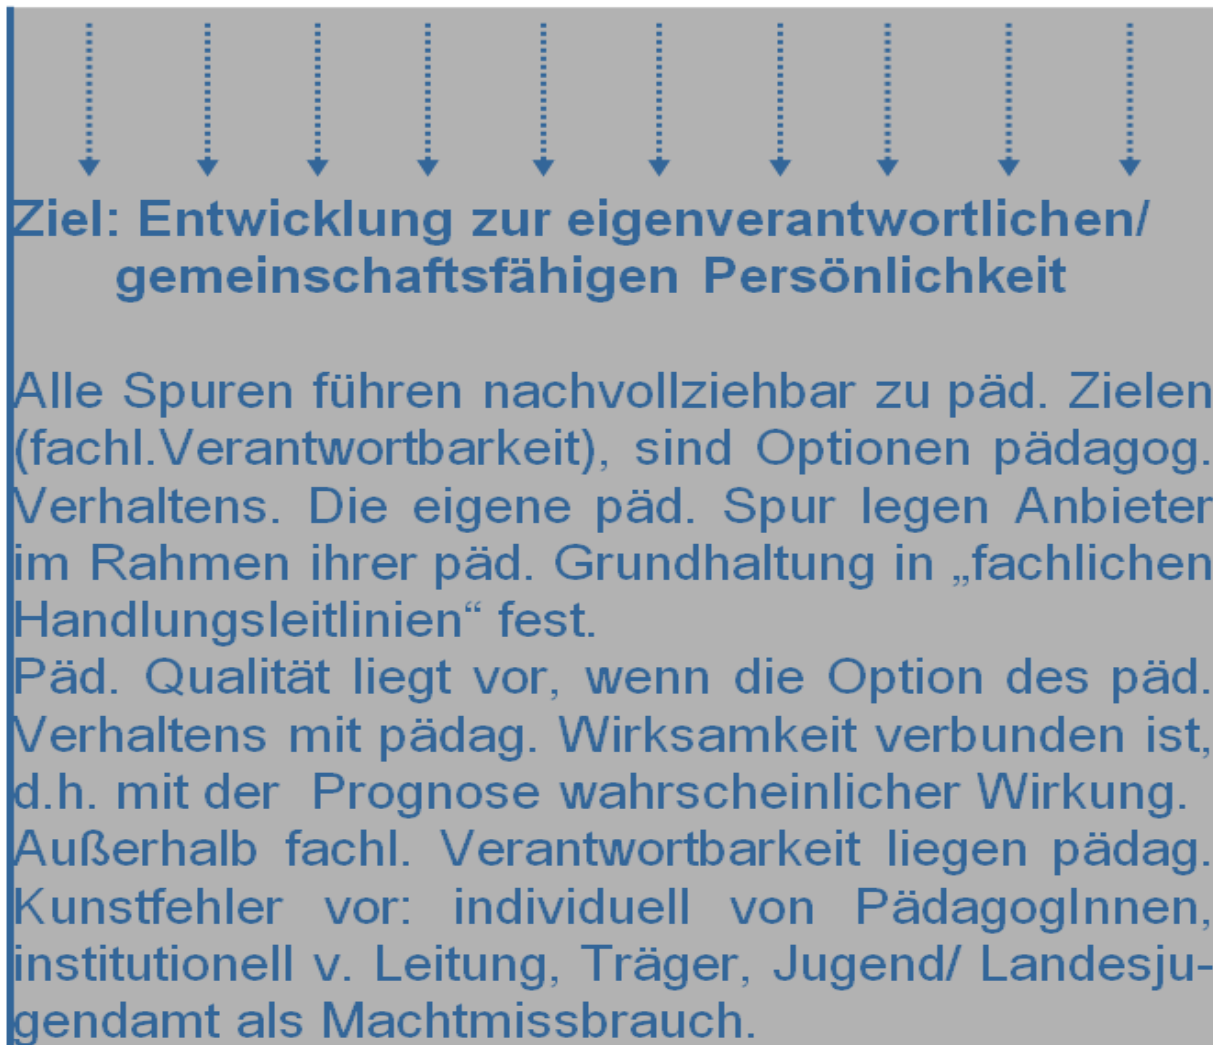 Ziel: Entwicklung zur eigenverantwortlichen/
gemeinschaftsfähigen Persönlichkeit
Alle Spuren führen nachvollziehbar zu päd. Zielen
(fachl.Verantwortbarkeit), sind Optionen pädagog.
Verhaltens. Die eigene päd. Spur legen Anbieter
im Rahmen ihrer päd. Grundhaltung in „fachlichen
Handlungsleitlinien“ fest.
Päd. Qualität liegt vor, wenn die Option des päd.
Verhaltens mit pädag. Wirksamkeit verbunden ist,
d.h. mit der Prognose wahrscheinlicher Wirkung.
Außerhalb fachl. Verantwortbarkeit liegen pädag.
Kunstfehler vor: individuell von PädagogInnen,
institutionell v. Leitung, Träger, Jugend/ Landesju-
gendamt als Machtmissbrauch.